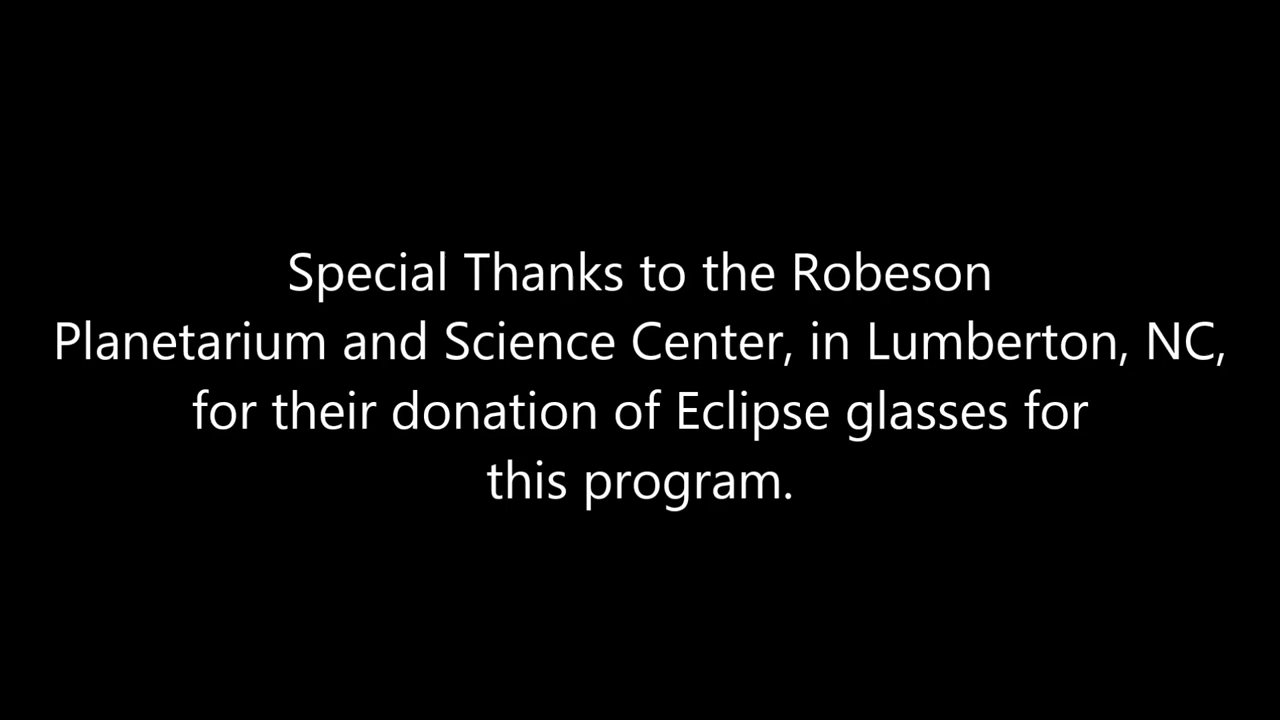 Special Thanks to the Robeson
Planetarium and Science Center, in Lumberton, NC,
for their donation of Eclipse glasses for
this program.